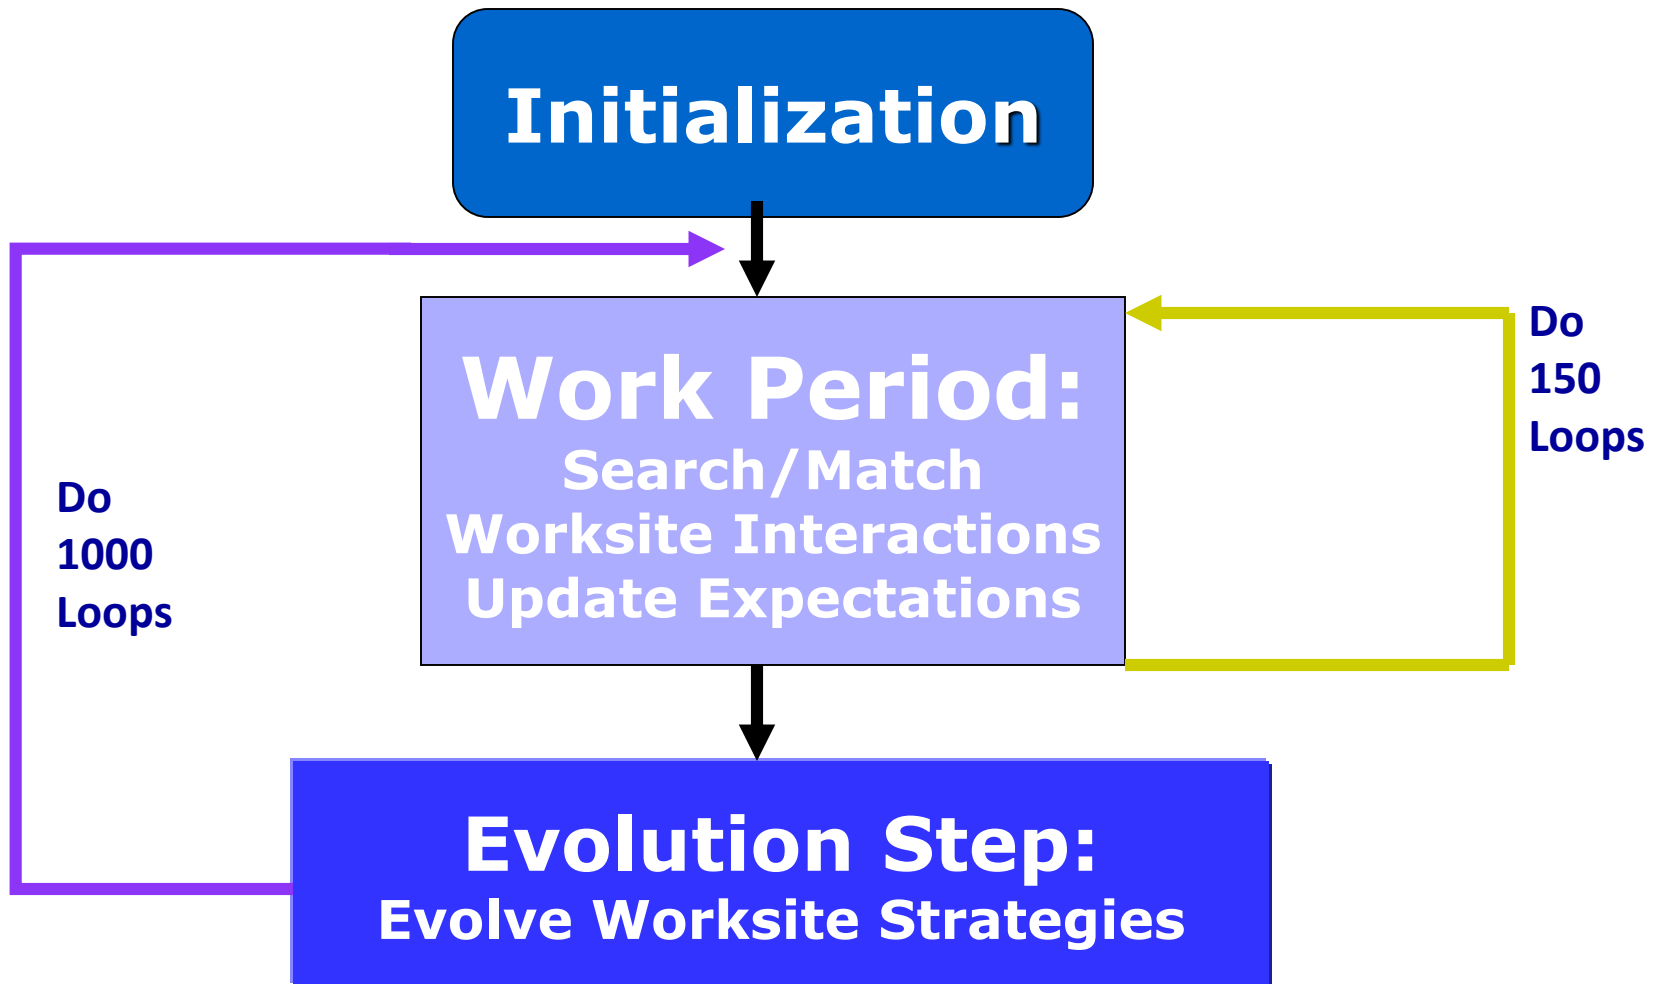 Initialization
Work Period:
Search/Match
Worksite Interactions
Update Expectations
Do
150
Loops
Do
1000
Loops
Evolution Step:
Evolve Worksite Strategies